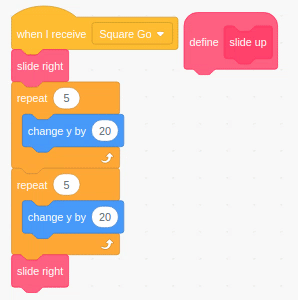 when I receive Square Go
define slide up
slide right
repeat 5
change y by 20
repeat 5
change y by 20
slide right